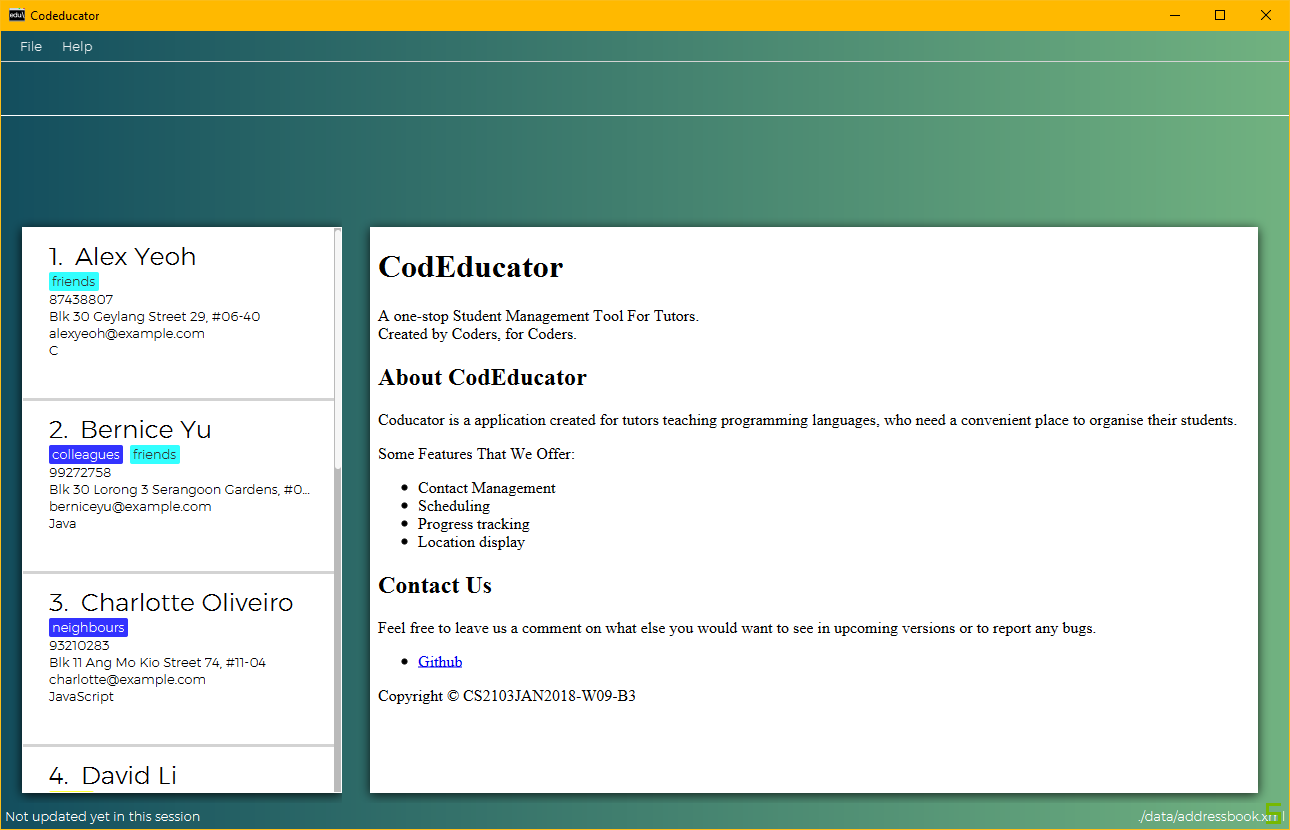 edu\
Codeducator
File Help
1. Alex Yeoh
friends
87438807
Blk 30 Geylang Street 29, #06-40
alexyeoh@example.com
C
2. Bernice Yu
colleagues friends
99272758
Blk 30 Lorong 3 Serangoon Gardens, #0...
berniceyu@example.com
Java
3. Charlotte Oliveiro
neighbours
93210283
Blk 11 Ang Mo Kio Street 74, #11-04
charlotte@example.com
JavaScript
4. David Li
CodEducator
A one-stop Student Management Tool For Tutors.
Created by Coders, for Coders.
About CodEducator
Coducator is a application created for tutors teaching programming languages, who need a convenient place to organise their students.
Some Features That We Offer:
• Contact Management
• Scheduling
• Progress tracking
• Location display
Contact Us
Feel free to leave us a comment on what else you would want to see in upcoming versions or to report any bugs.
• Github
Copyright © CS2103JAN2018-W09-B3
Not updated yet in this session
./data/addressbook.xml